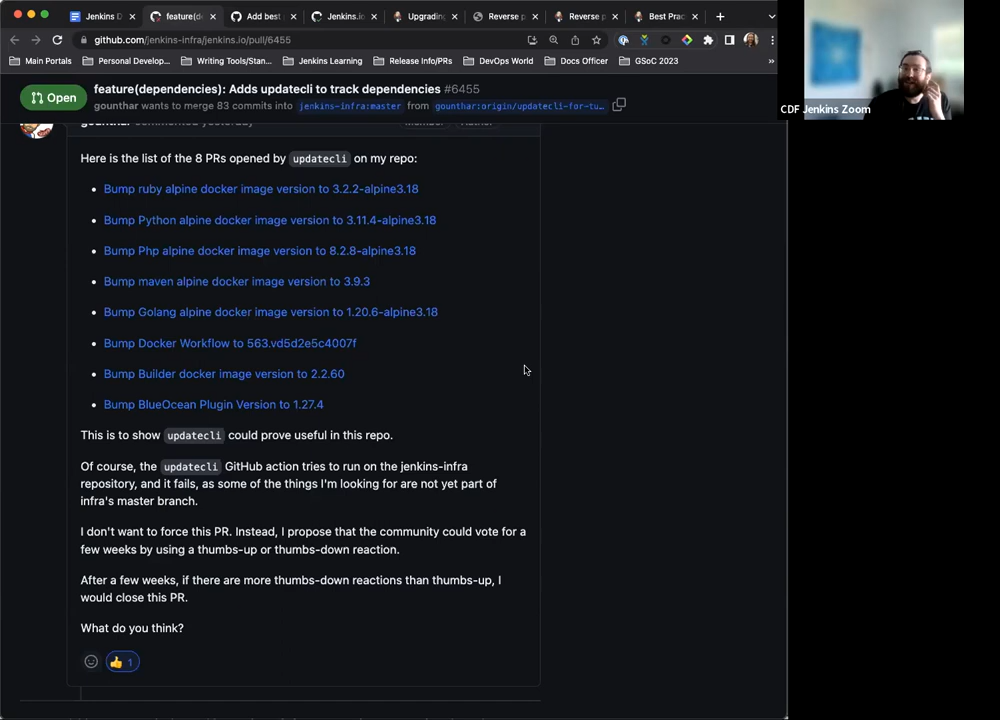 Jenkins D
feature(d
Add best
Jenkins.io
Upgrading
Reverse p
Reverse p
Best Prac
github.com/jenkins-infra/jenkins.io/pull/6455
Main Portals
Personal Develop...
Writing Tools/Stan...
Jenkins Learning
Release Info/PRs
DevOps World
Docs Officer
GSoC 2023
»
Open
feature(dependencies): Adds updatecli to track dependencies #6455
gounthar wants to merge 83 commits into jenkins-infra:master from gounthar:origin/updatecli-for-tu...
gounthar commented yesterday
Member
Author
Here is the list of the 8 PRs opened by updatecli on my repo:
• Bump ruby alpine docker image version to 3.2.2-alpine3.18
• Bump Python alpine docker image version to 3.11.4-alpine3.18
• Bump Php alpine docker image version to 8.2.8-alpine3.18
• Bump maven alpine docker image version to 3.9.3
• Bump Golang alpine docker image version to 1.20.6-alpine3.18
• Bump Docker Workflow to 563.vd5d2e5c4007f
• Bump Builder docker image version to 2.2.60
• Bump BlueOcean Plugin Version to 1.27.4
This is to show updatecli could prove useful in this repo.
Of course, the updatecli GitHub action tries to run on the jenkins-infra
repository, and it fails, as some of the things I'm looking for are not yet part of
infra's master branch.
I don't want to force this PR. Instead, I propose that the community could vote for a
few weeks by using a thumbs-up or thumbs-down reaction.
After a few weeks, if there are more thumbs-down reactions than thumbs-up, I
would close this PR.
What do you think?
👍 1
CDF Jenkins Zoom